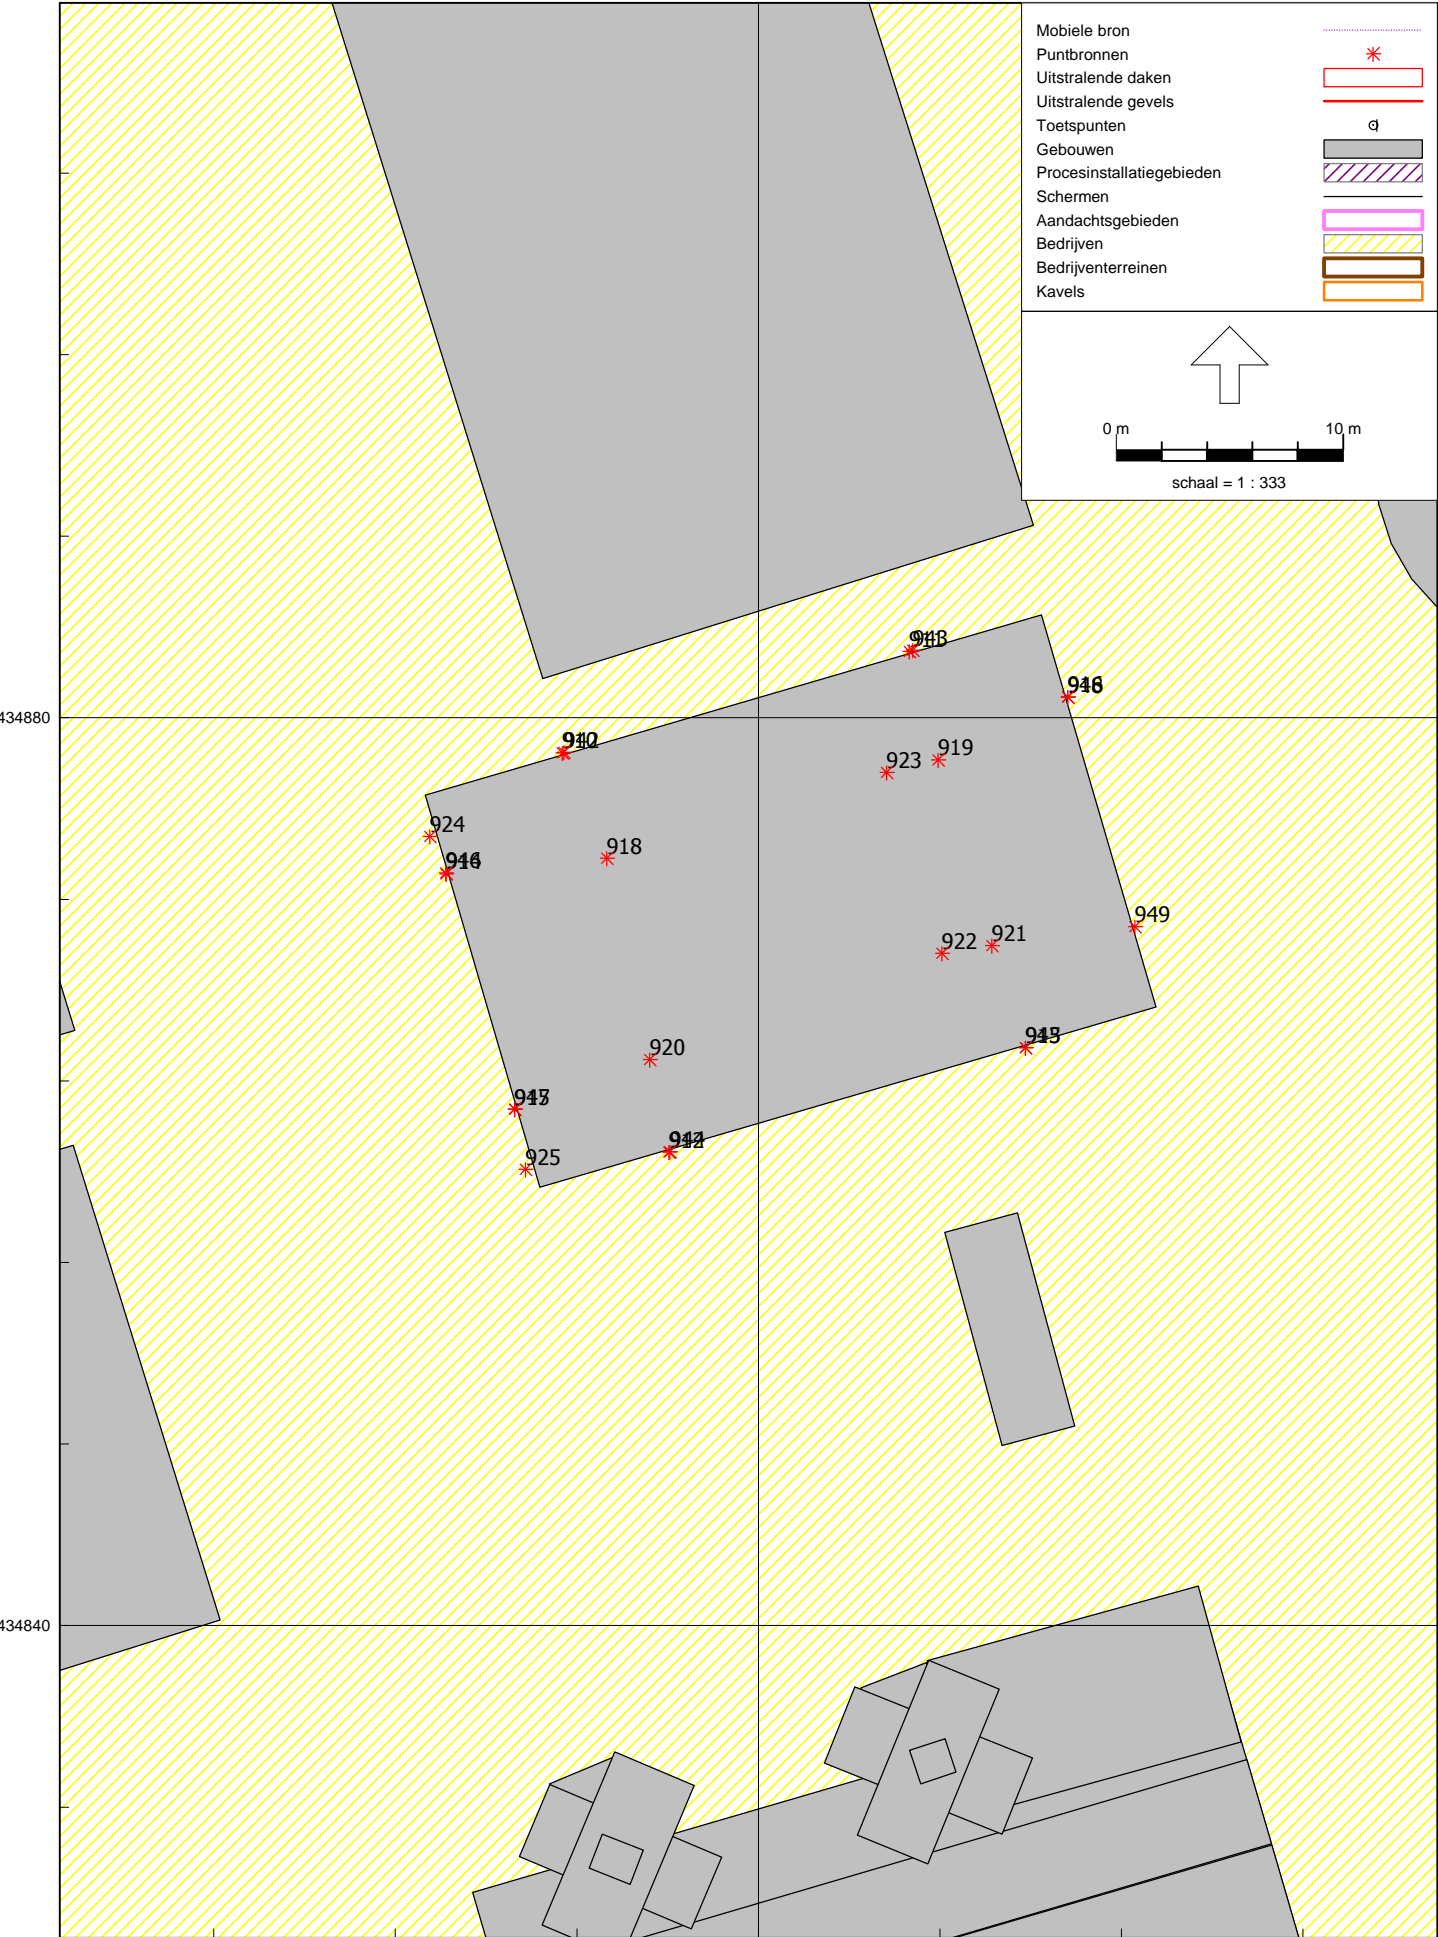 Mobiele bron
Puntbronnen
Uitstralende daken
Uitstralende gevels
Toetspunten
Gebouwen
Procesinstallatiegebieden
Schermen
Aandachtsgebieden
Bedrijven
Bedrijventerreinen
Kavels
0 m 10 m
schaal = 1 : 333
943
434880
923 919
924
918
949
922 921
920
925
434840